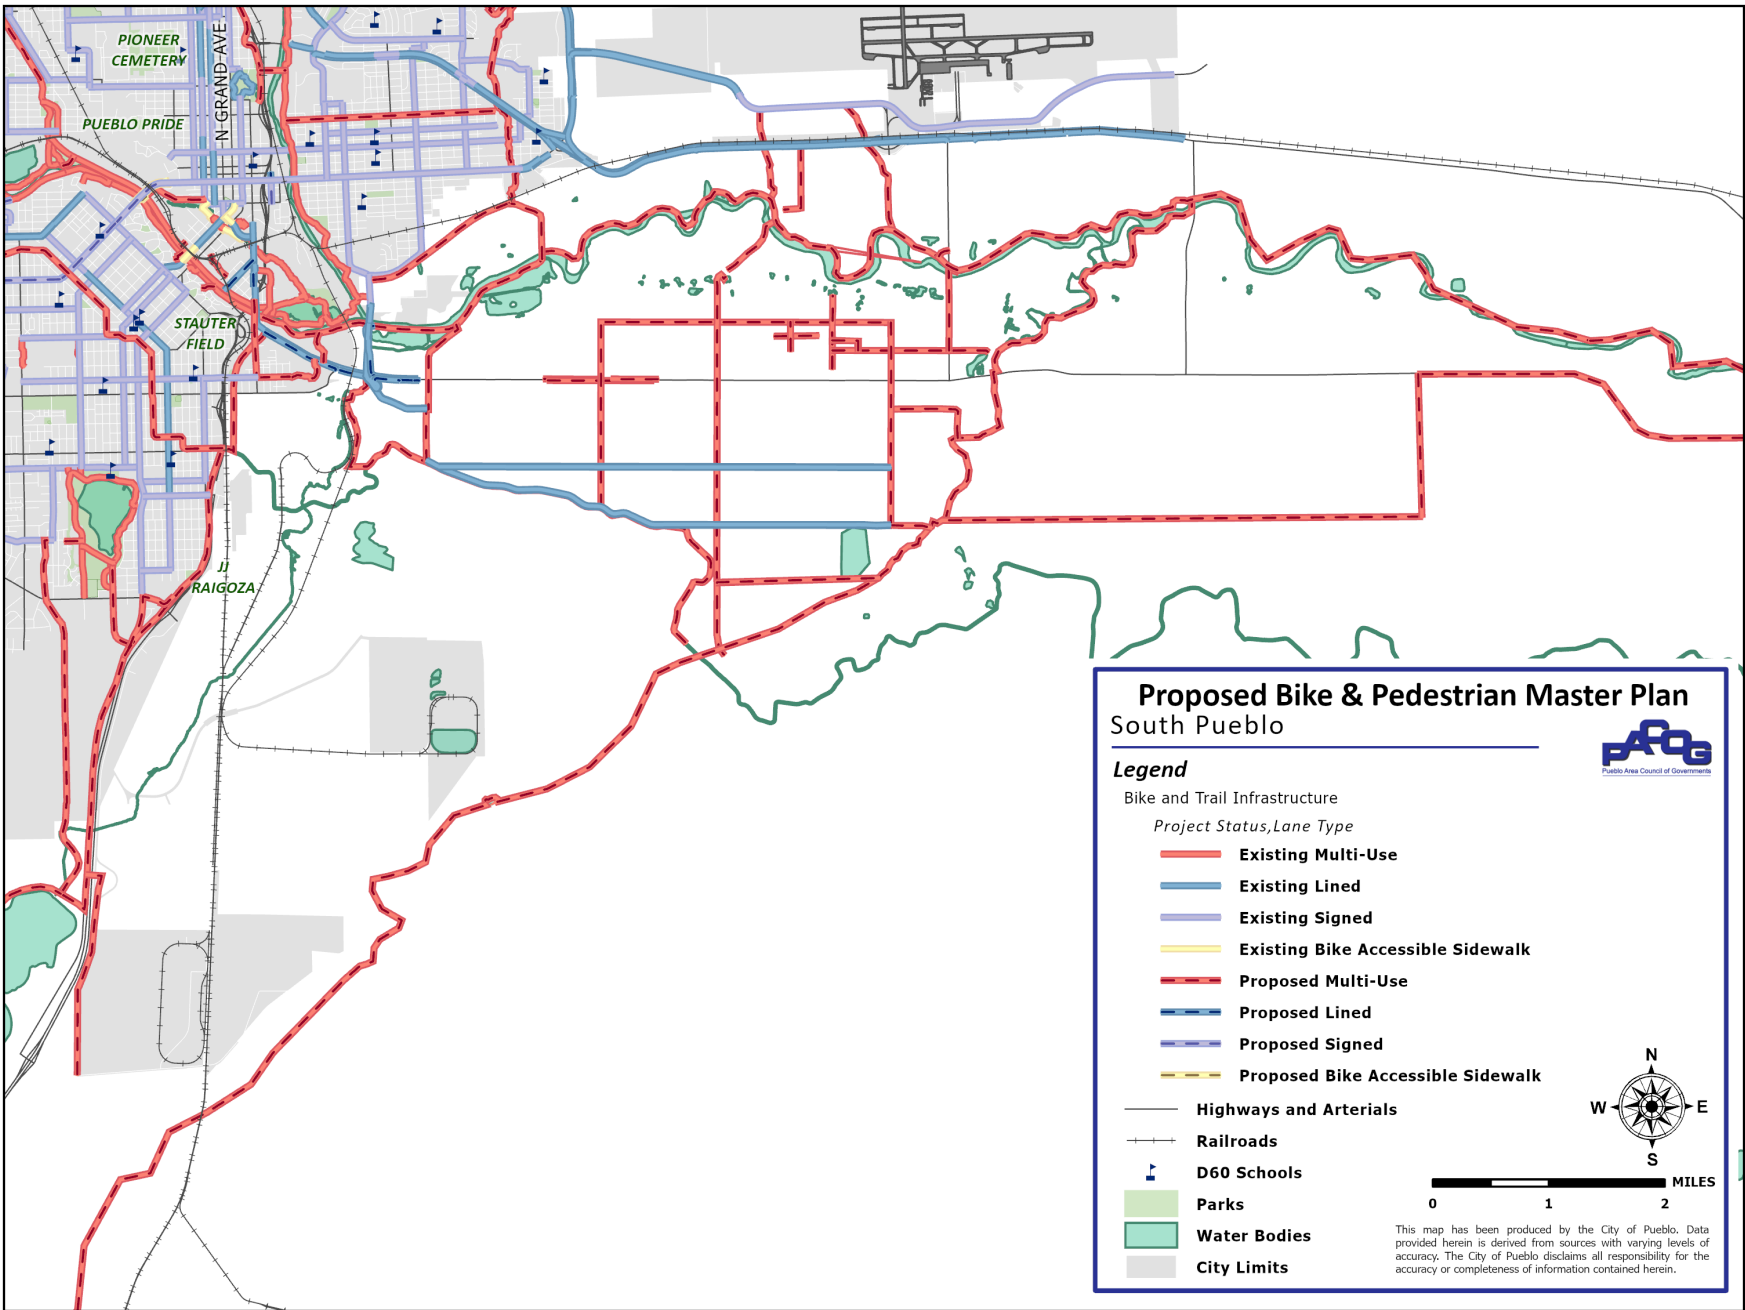 PIONEER
CEMETERY
N GRAND AVE
PUEBLO PRIDE
STAUTER
FIELD
JJ
RAIGOZA
Proposed Bike & Pedestrian Master Plan
South Pueblo
PACOG
Pueblo Area Council of Governments
Legend
Bike and Trail Infrastructure
Project Status,Lane Type
Existing Multi-Use
Existing Lined
Existing Signed
Existing Bike Accessible Sidewalk
Proposed Multi-Use
Proposed Lined
Proposed Signed
Proposed Bike Accessible Sidewalk
Highways and Arterials
Railroads
D60 Schools
Parks
Water Bodies
City Limits
N
W E
S
MILES
0 1 2
This map has been produced by the City of Pueblo. Data
provided herein is derived from sources with varying levels of
accuracy. The City of Pueblo disclaims all responsibility for the
accuracy or completeness of information contained herein.